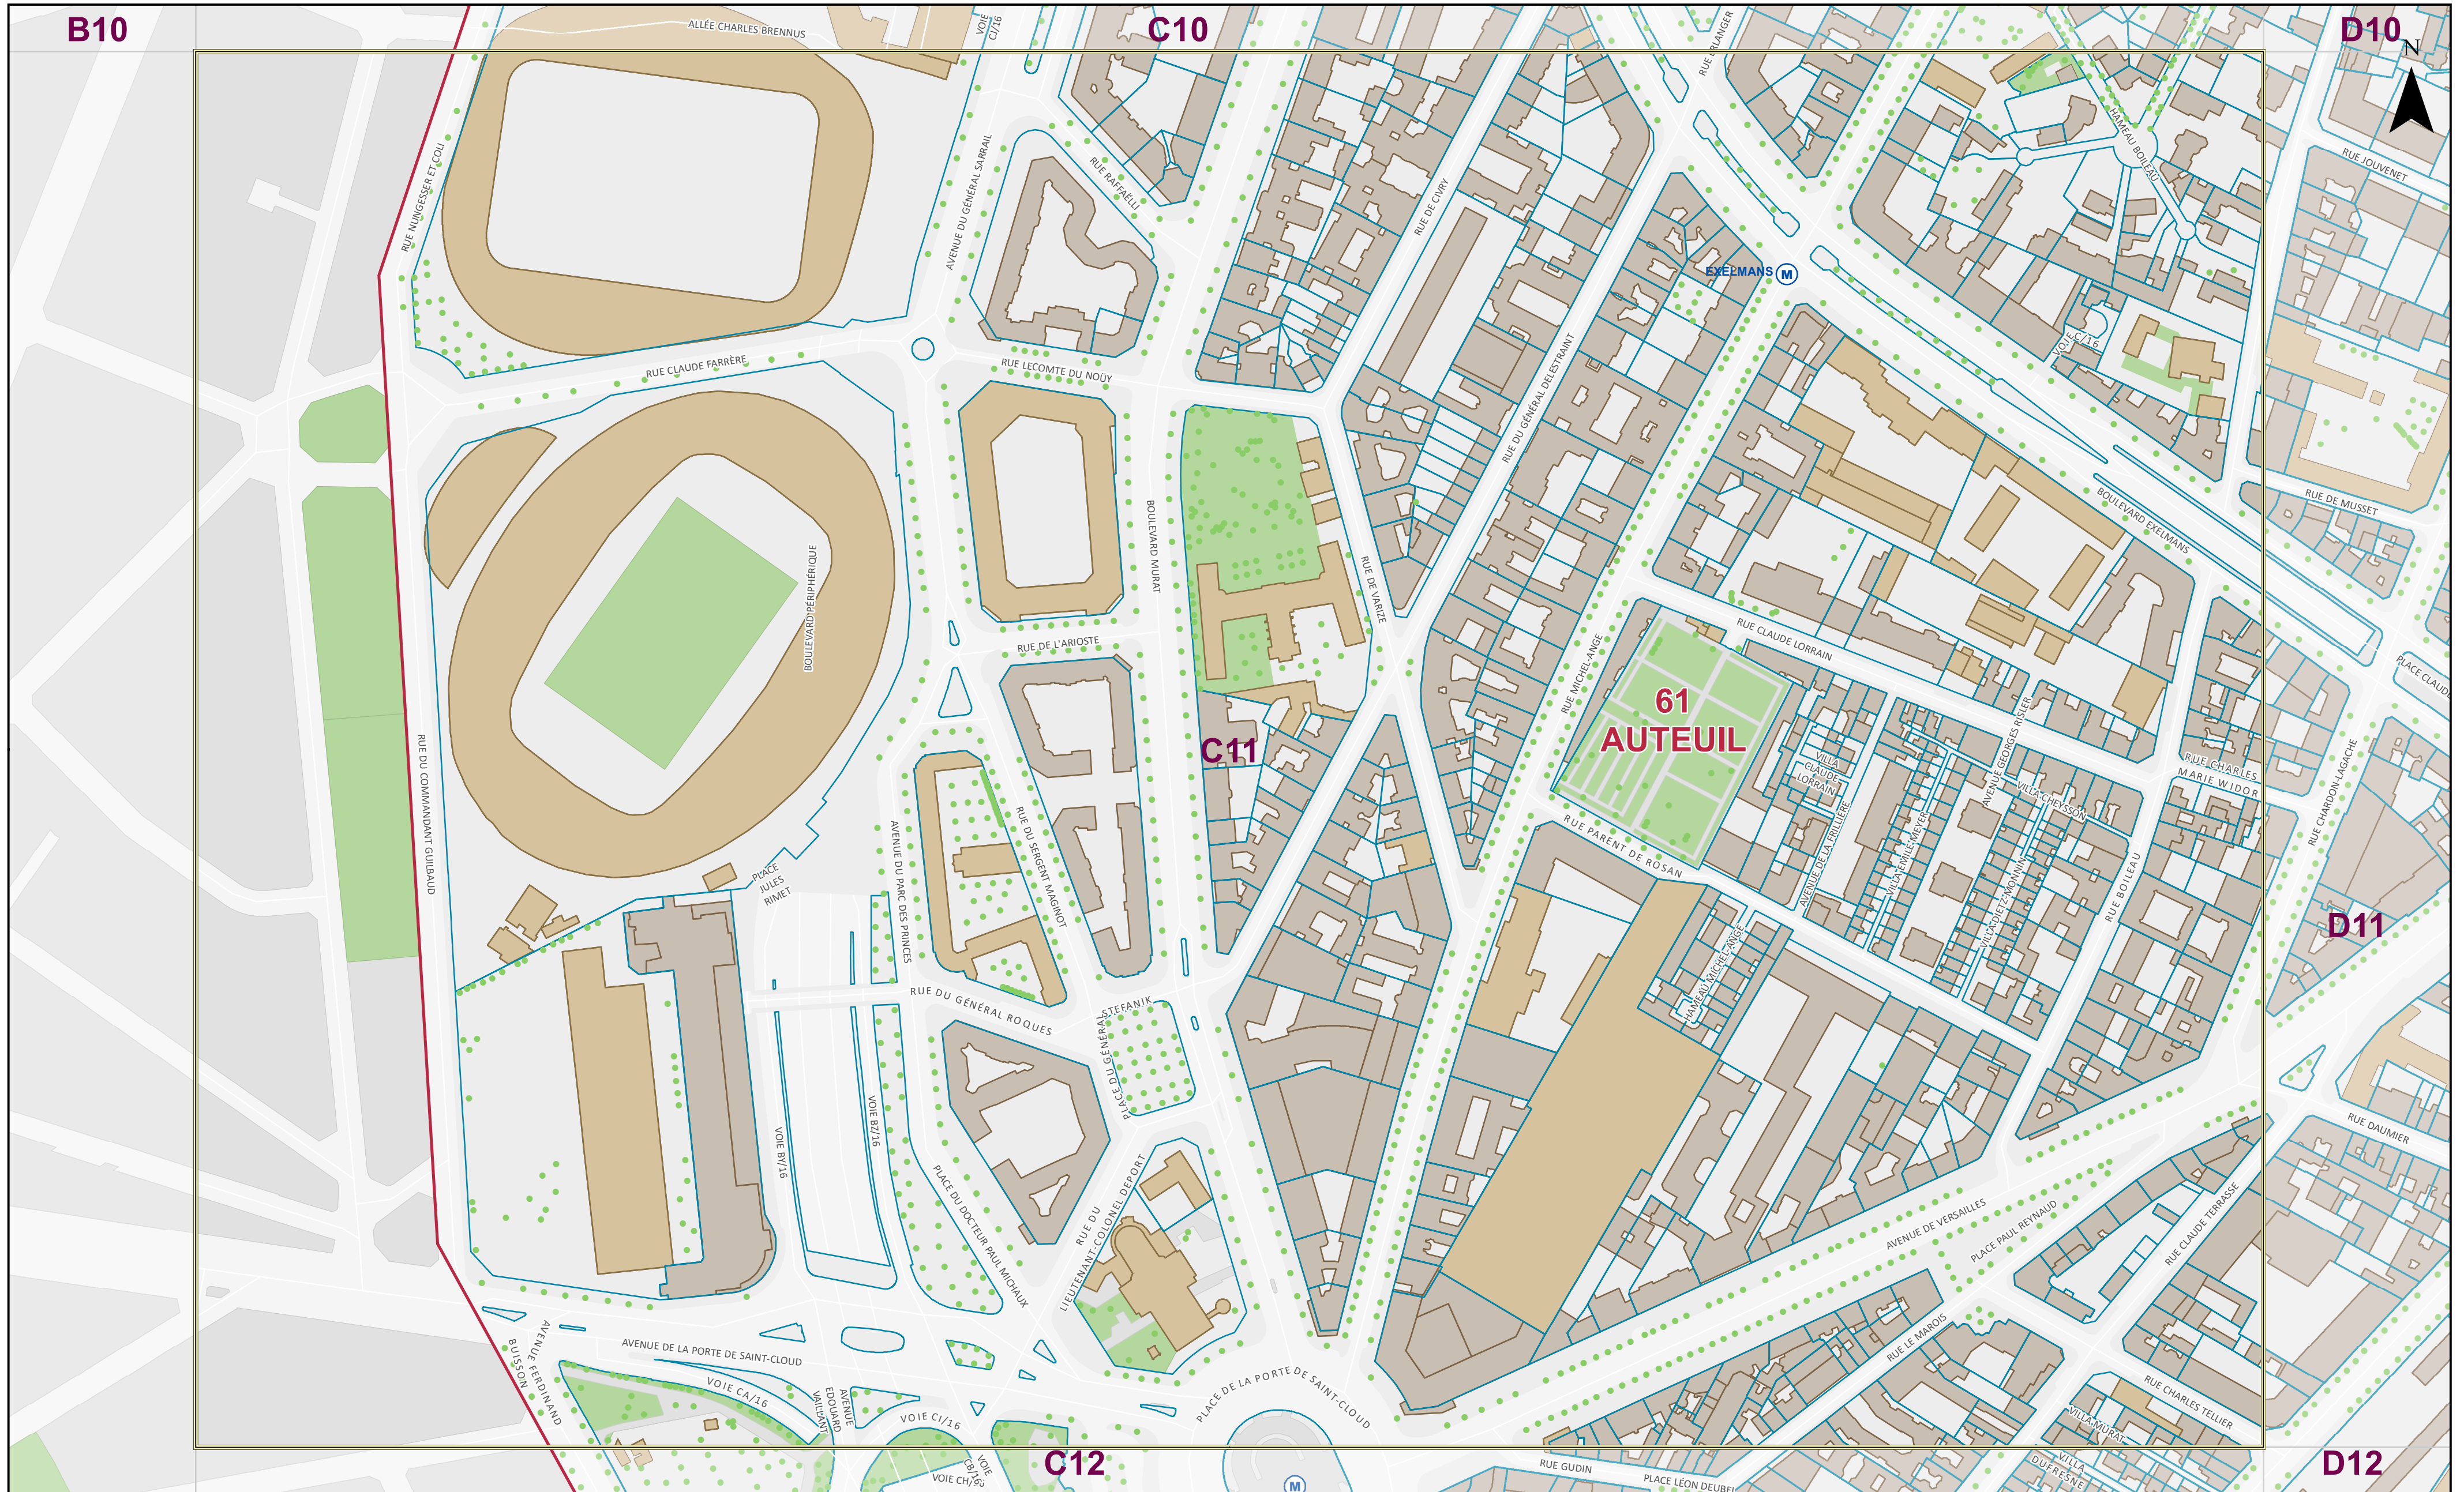 B10
C10
D10
N
ALLÉE CHARLES BRENNUS
VOIE
CJ/16
RUE ERLANGER
HAMEAU BOILEAU
RUE JOUVENET
RUE NUNGESSER ET COLI
AVENUE DU GÉNÉRAL SARRAIL
RUE RAFFAËLLI
RUE DE CIVRY
EXELMANS M
VOIE C/16
RUE CLAUDE FARRÈRE
RUE LECOMTE DU NOÜY
RUE DU GÉNÉRAL DELESTRAINT
BOULEVARD EXELMANS
RUE DE MUSSET
BOULEVARD PÉRIPHÉRIQUE
BOULEVARD MURAT
RUE DE VARIZE
RUE DE L'ARIOSTE
RUE MICHEL-ANGE
RUE CLAUDE LORRAIN
61
AUTEUIL
C11
PLACE CLAUDE
VILLA
CLAUDE
LORRAIN
AVENUE GEORGES RISLER
RUE CHARLES
MARIE WIDOR
VILLA CHEYSSON
RUE CHARDON-LAGACHE
RUE DU COMMANDANT GUILBAUD
AVENUE DU PARC DES PRINCES
RUE DU SERGENT MAGINOT
PLACE
JULES
RIMET
RUE PARENT DE ROSAN
AVENUE DE LA FRILLIÈRE
VILLA EMILE-MEYER
VILLA DIETZ-MONNIN
RUE BOILEAU
D11
HAMEAU MICHEL-ANGE
RUE DU GÉNÉRAL ROQUES
PLACE DU GÉNÉRAL
STEFANIK
VOIE BY/16
VOIE BZ/16
RUE DAUMIER
PLACE DU DOCTEUR PAUL MICHAUX
RUE DU
LIEUTENANT-COLONEL DEPORT
AVENUE DE VERSAILLES
PLACE PAUL REYNAUD
RUE CLAUDE TERRASSE
AVENUE FERDINAND
BUISSON
AVENUE DE LA PORTE DE SAINT-CLOUD
VOIE CA/16
AVENUE
EDOUARD
VAILLANT
VOIE CI/16
PLACE DE LA PORTE DE SAINT-CLOUD
RUE LE MAROIS
RUE CHARLES TELLIER
VILLA MURAT
C12
VOIE
CB/16
VOIE CH/16
M
RUE GUDIN
PLACE LÉON DEUBEL
VILLA
DUFRESNE
D12